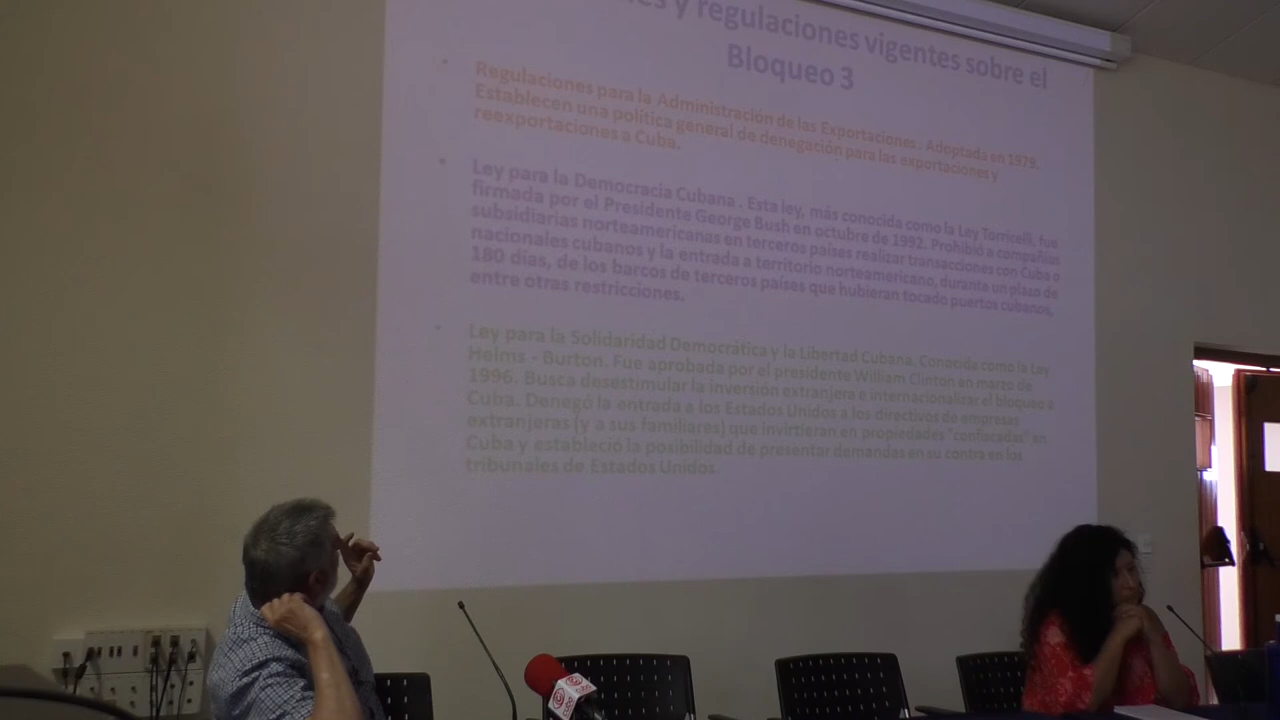 es y regulaciones vigentes sobre el
Bloqueo 3
• Regulaciones para la Administración de las Exportaciones. Adoptada en 1979.
Establecen una política general de denegación para las exportaciones y
reexportaciones a Cuba.
• Ley para la Democracia Cubana . Esta ley, más conocida como la Ley Torricelli, fue
firmada por el Presidente George Bush en octubre de 1992. Prohibió a compañías
subsidiarias norteamericanas en terceros países realizar transacciones con Cuba o
nacionales cubanos y la entrada a territorio norteamericano, durante un plazo de
180 días, de los barcos de terceros países que hubieran tocado puertos cubanos,
entre otras restricciones.
• Ley para la Solidaridad Democrática y la Libertad Cubana. Conocida como la Ley
Helms - Burton. Fue aprobada por el presidente William Clinton en marzo de
1996. Busca desestimular la inversión extranjera e internacionalizar el bloqueo a
Cuba. Denegó la entrada a los Estados Unidos a los directivos de empresas
extranjeras (y a sus familiares) que invirtieran en propiedades "confiscadas" en
Cuba y estableció la posibilidad de presentar demandas en su contra en los
tribunales de Estados Unidos